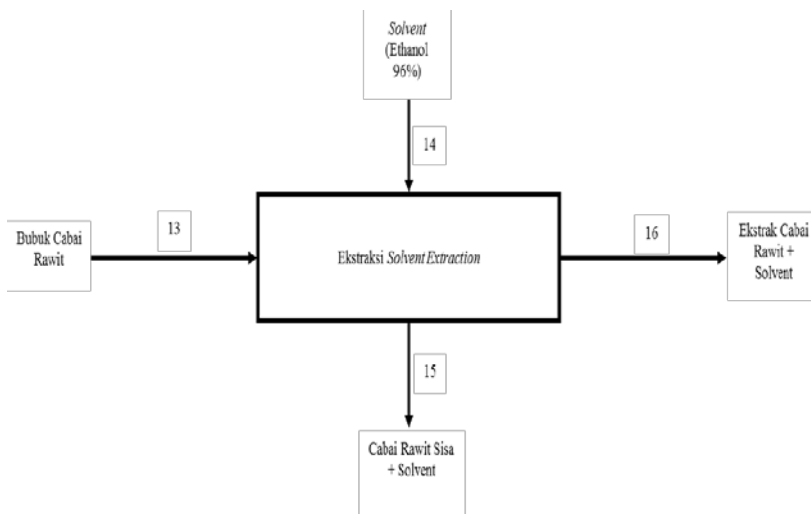 Solvent
(Ethanol
96%)
14
13
Bubuk Cabai
Rawit
Ekstraksi Solvent Extraction
16
Ekstrak Cabai
Rawit +
Solvent
15
Cabai Rawit Sisa
+ Solvent